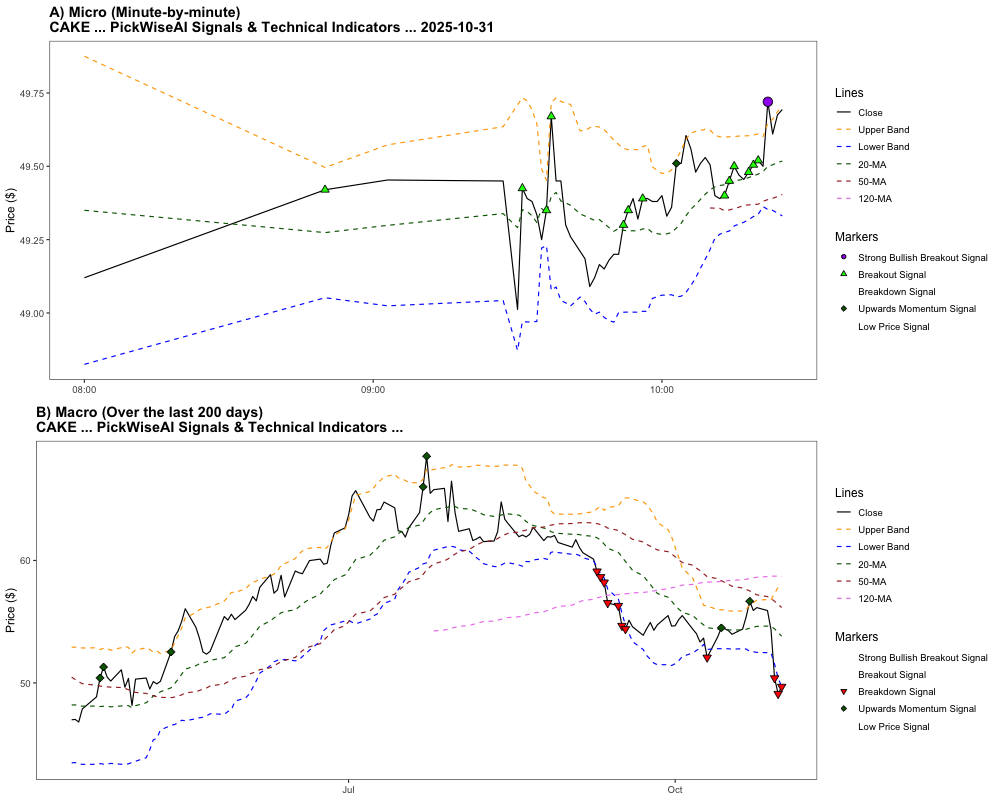 A) Micro (Minute-by-minute)
CAKE ... PickWiseAI Signals & Technical Indicators ... 2025-10-31
Price ($)
49.75
49.50
49.25
49.00
08:00
09:00
10:00
Lines
Close
Upper Band
Lower Band
20-MA
50-MA
120-MA
Markers
Strong Bullish Breakout Signal
Breakout Signal
Breakdown Signal
Upwards Momentum Signal
Low Price Signal
B) Macro (Over the last 200 days)
CAKE ... PickWiseAI Signals & Technical Indicators ...
Price ($)
60
50
Jul
Oct
Lines
Close
Upper Band
Lower Band
20-MA
50-MA
120-MA
Markers
Strong Bullish Breakout Signal
Breakout Signal
Breakdown Signal
Upwards Momentum Signal
Low Price Signal